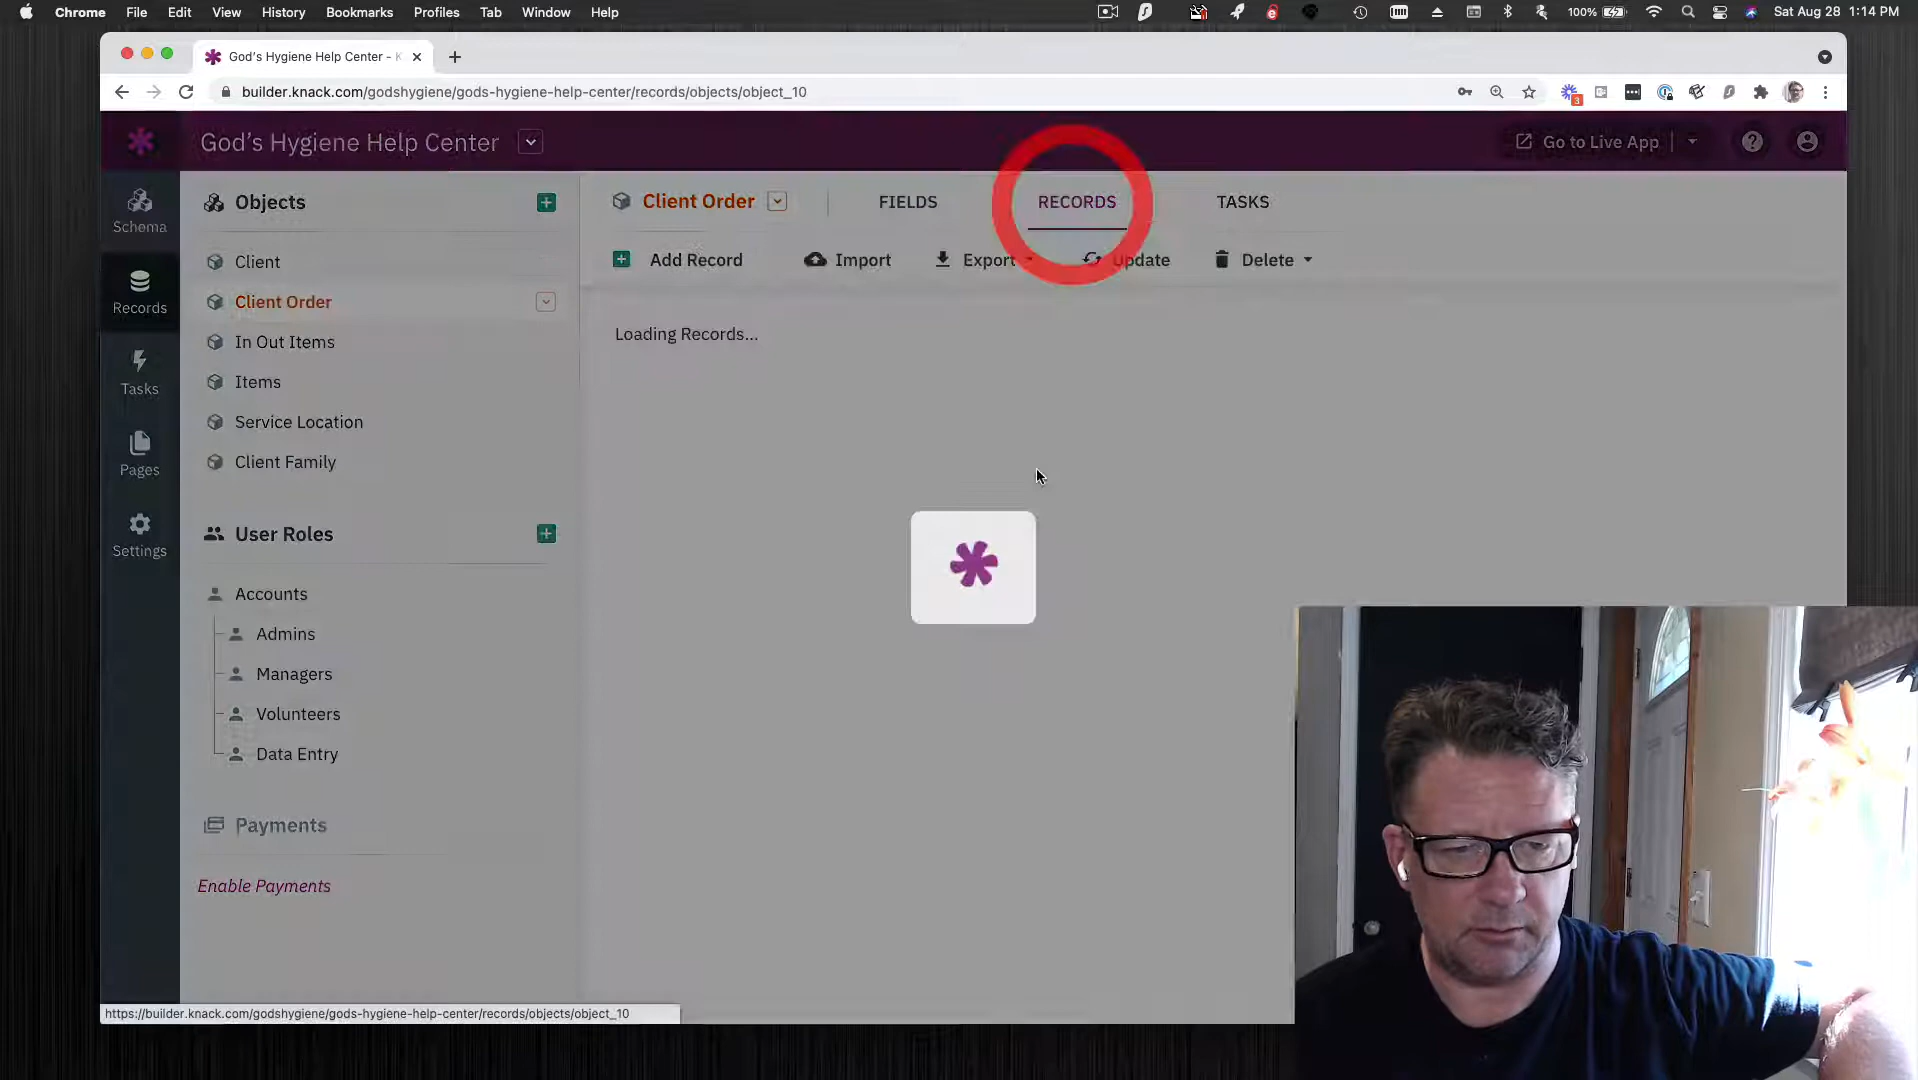 Chrome File Edit View History Bookmarks Profiles Tab Window Help 100% Sat Aug 28 1:14 PM
God's Hygiene Help Center - K
builder.knack.com/godshygiene/gods-hygiene-help-center/records/objects/object_10
3
God's Hygiene Help Center
Go to Live App
Schema
Records
Tasks
Pages
Settings
Objects
Client
Client Order
In Out Items
Items
Service Location
Client Family
User Roles
Accounts
Admins
Managers
Volunteers
Data Entry
Payments
Enable Payments
Client Order FIELDS RECORDS TASKS
Add Record Import Export Update Delete
Loading Records...
https://builder.knack.com/godshygiene/gods-hygiene-help-center/records/objects/object_10